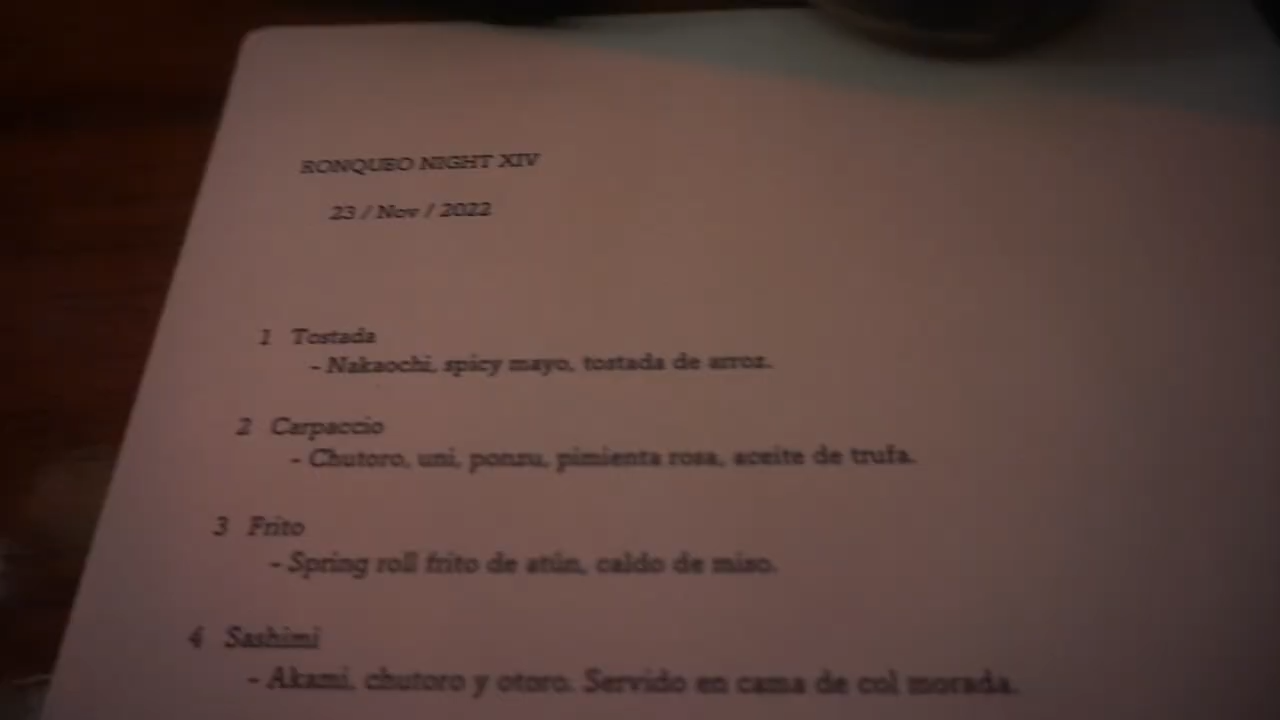 RONQUEO NIGHT XIV
23 / Nov / 2022
1 Tostada
- Nakaochi, spicy mayo, tostada de arroz.
2 Carpaccio
- Chutoro, uni, ponzu, pimienta rosa, aceite de trufa.
3 Frito
- Spring roll frito de atún, caldo de miso.
4 Sashimi
- Akami, chutoro y otoro. Servido en cama de col morada.